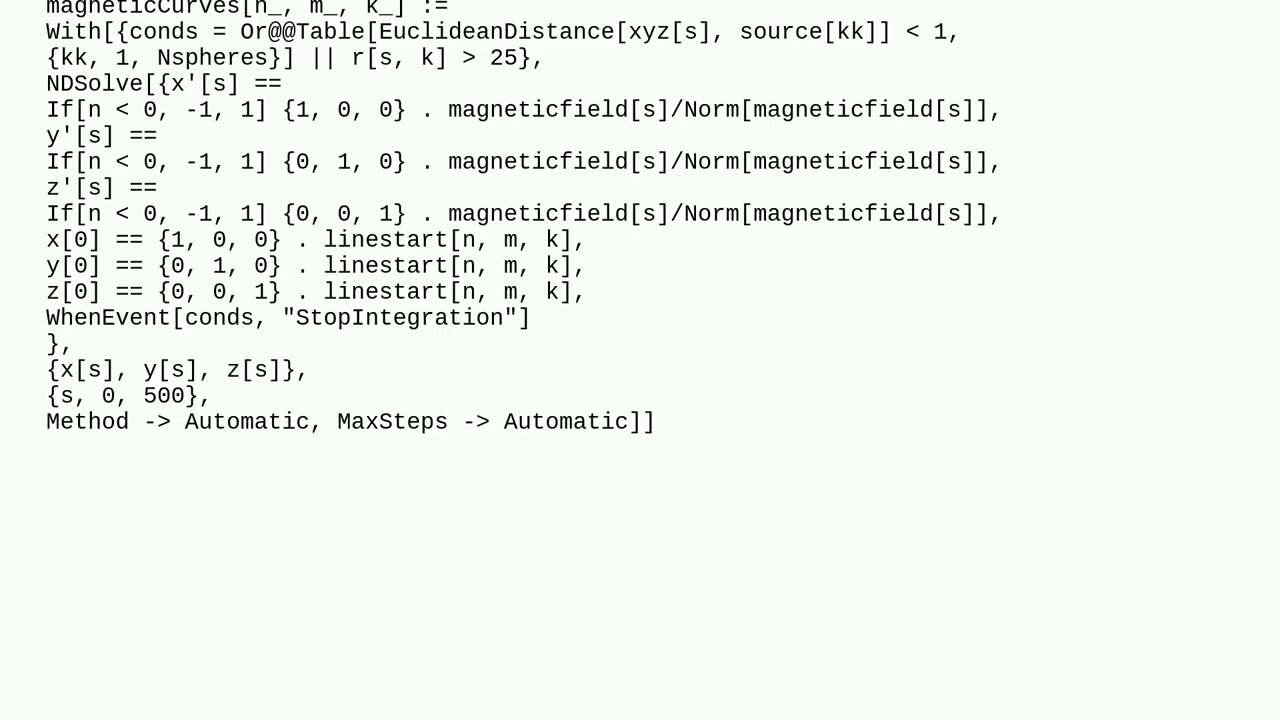 magneticCurves[n_, m_, k_] :=
With[{conds = Or@@Table[EuclideanDistance[xyz[s], source[kk]] < 1,
{kk, 1, Nspheres}] || r[s, k] > 25},
NDSolve[{x'[s] ==
If[n < 0, -1, 1] {1, 0, 0} . magneticfield[s]/Norm[magneticfield[s]],
y'[s] ==
If[n < 0, -1, 1] {0, 1, 0} . magneticfield[s]/Norm[magneticfield[s]],
z'[s] ==
If[n < 0, -1, 1] {0, 0, 1} . magneticfield[s]/Norm[magneticfield[s]],
x[0] == {1, 0, 0} . linestart[n, m, k],
y[0] == {0, 1, 0} . linestart[n, m, k],
z[0] == {0, 0, 1} . linestart[n, m, k],
WhenEvent[conds, "StopIntegration"]
},
{x[s], y[s], z[s]},
{s, 0, 500},
Method -> Automatic, MaxSteps -> Automatic]]